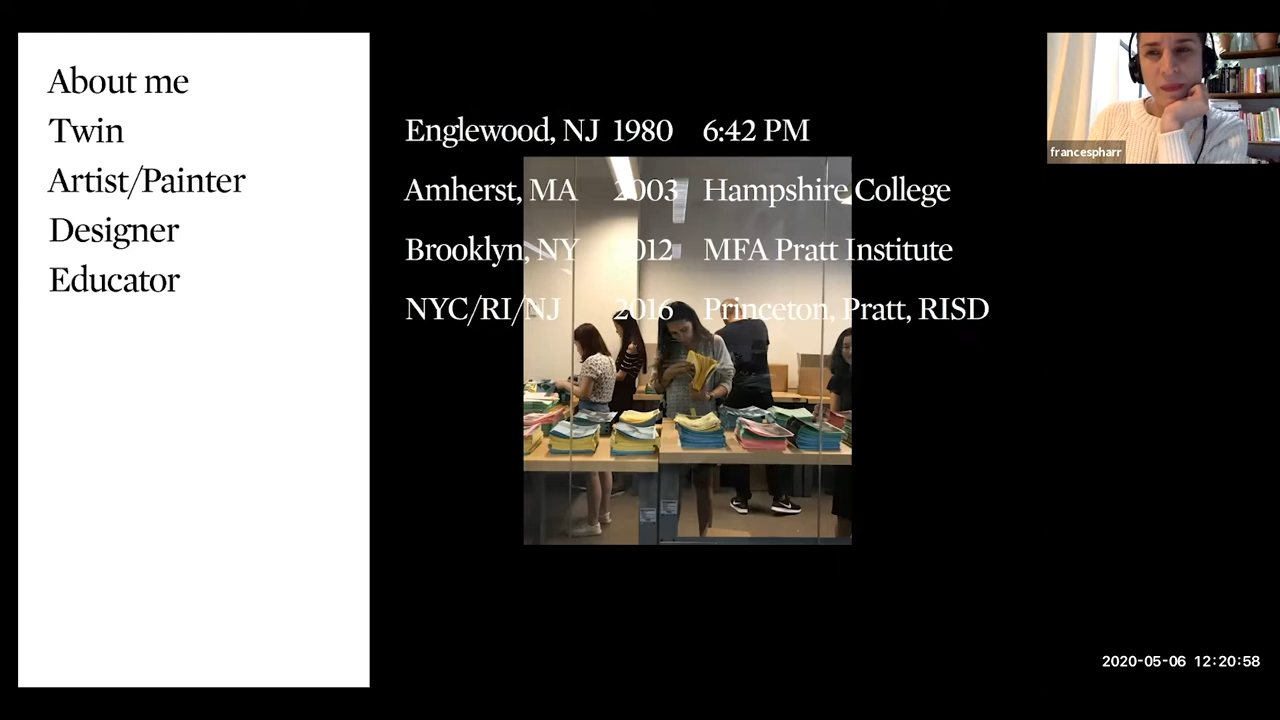 About me
Twin
Artist/Painter
Designer
Educator
Englewood, NJ 1980 6:42 PM
Amherst, MA 2003 Hampshire College
Brooklyn, NY 2012 MFA Pratt Institute
NYC/RI/NJ 2016 Princeton, Pratt, RISD
francespharr
2020-05-06 12:20:58